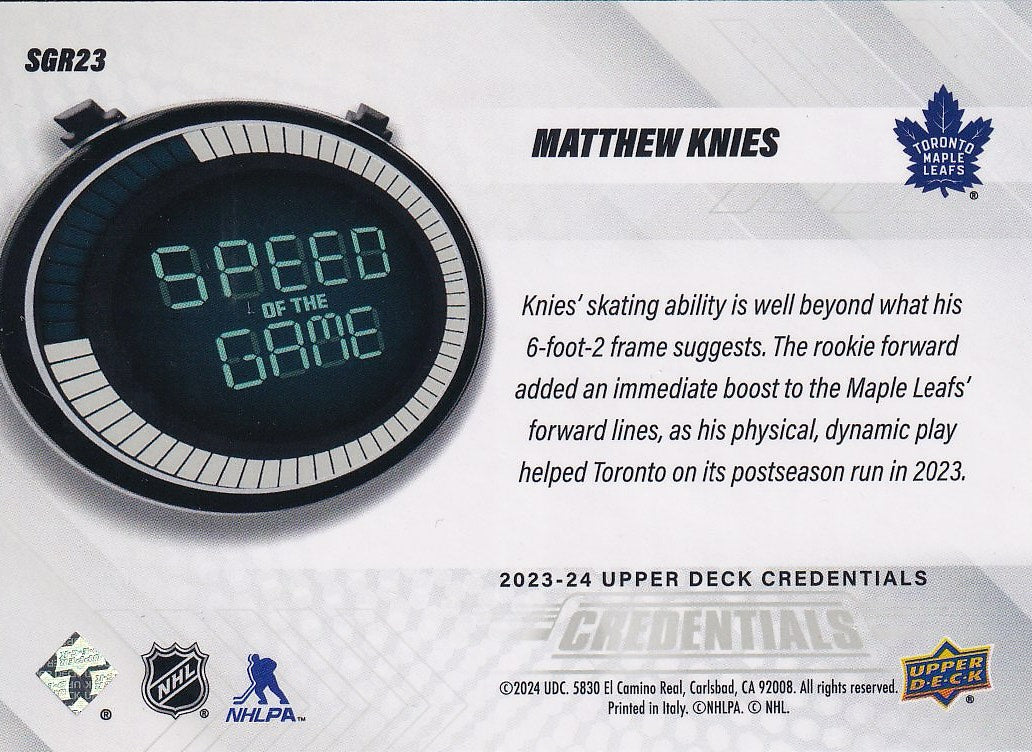 SGR23
MATTHEW KNIES
TORONTO
MAPLE
LEAFS
®
SPEED
OF THE
GAME
Knies' skating ability is well beyond what his
6-foot-2 frame suggests. The rookie forward
added an immediate boost to the Maple Leafs'
forward lines, as his physical, dynamic play
helped Toronto on its postseason run in 2023.
2023-24 UPPER DECK CREDENTIALS
CREDENTIALS
®
NHL
®
NHLPA™
©2024 UDC. 5830 El Camino Real, Carlsbad, CA 92008. All rights reserved.
Printed in Italy. ©NHLPA. © NHL.
UPPER
D·E·C·K
®